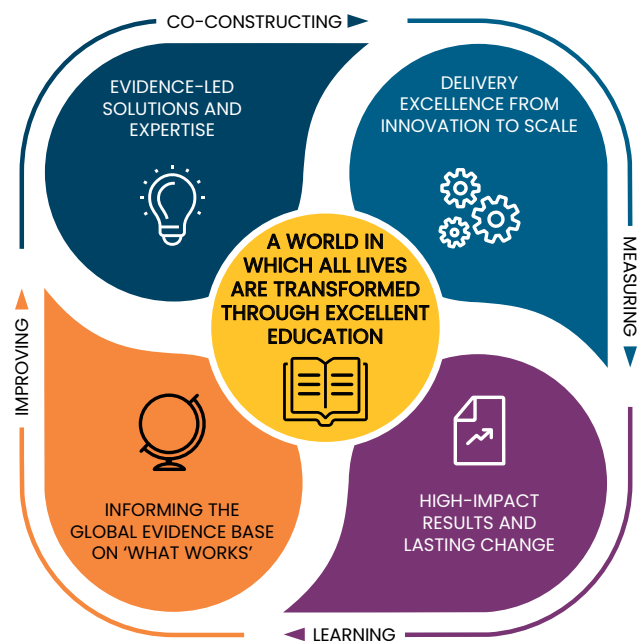 CO-CONSTRUCTING
EVIDENCE-LED
SOLUTIONS AND
EXPERTISE
DELIVERY
EXCELLENCE FROM
INNOVATION TO SCALE
A WORLD IN
WHICH ALL LIVES
ARE TRANSFORMED
THROUGH EXCELLENT
EDUCATION
MEASURING
IMPROVING
INFORMING THE
GLOBAL EVIDENCE BASE
ON ‘WHAT WORKS’
HIGH-IMPACT
RESULTS AND
LASTING CHANGE
LEARNING